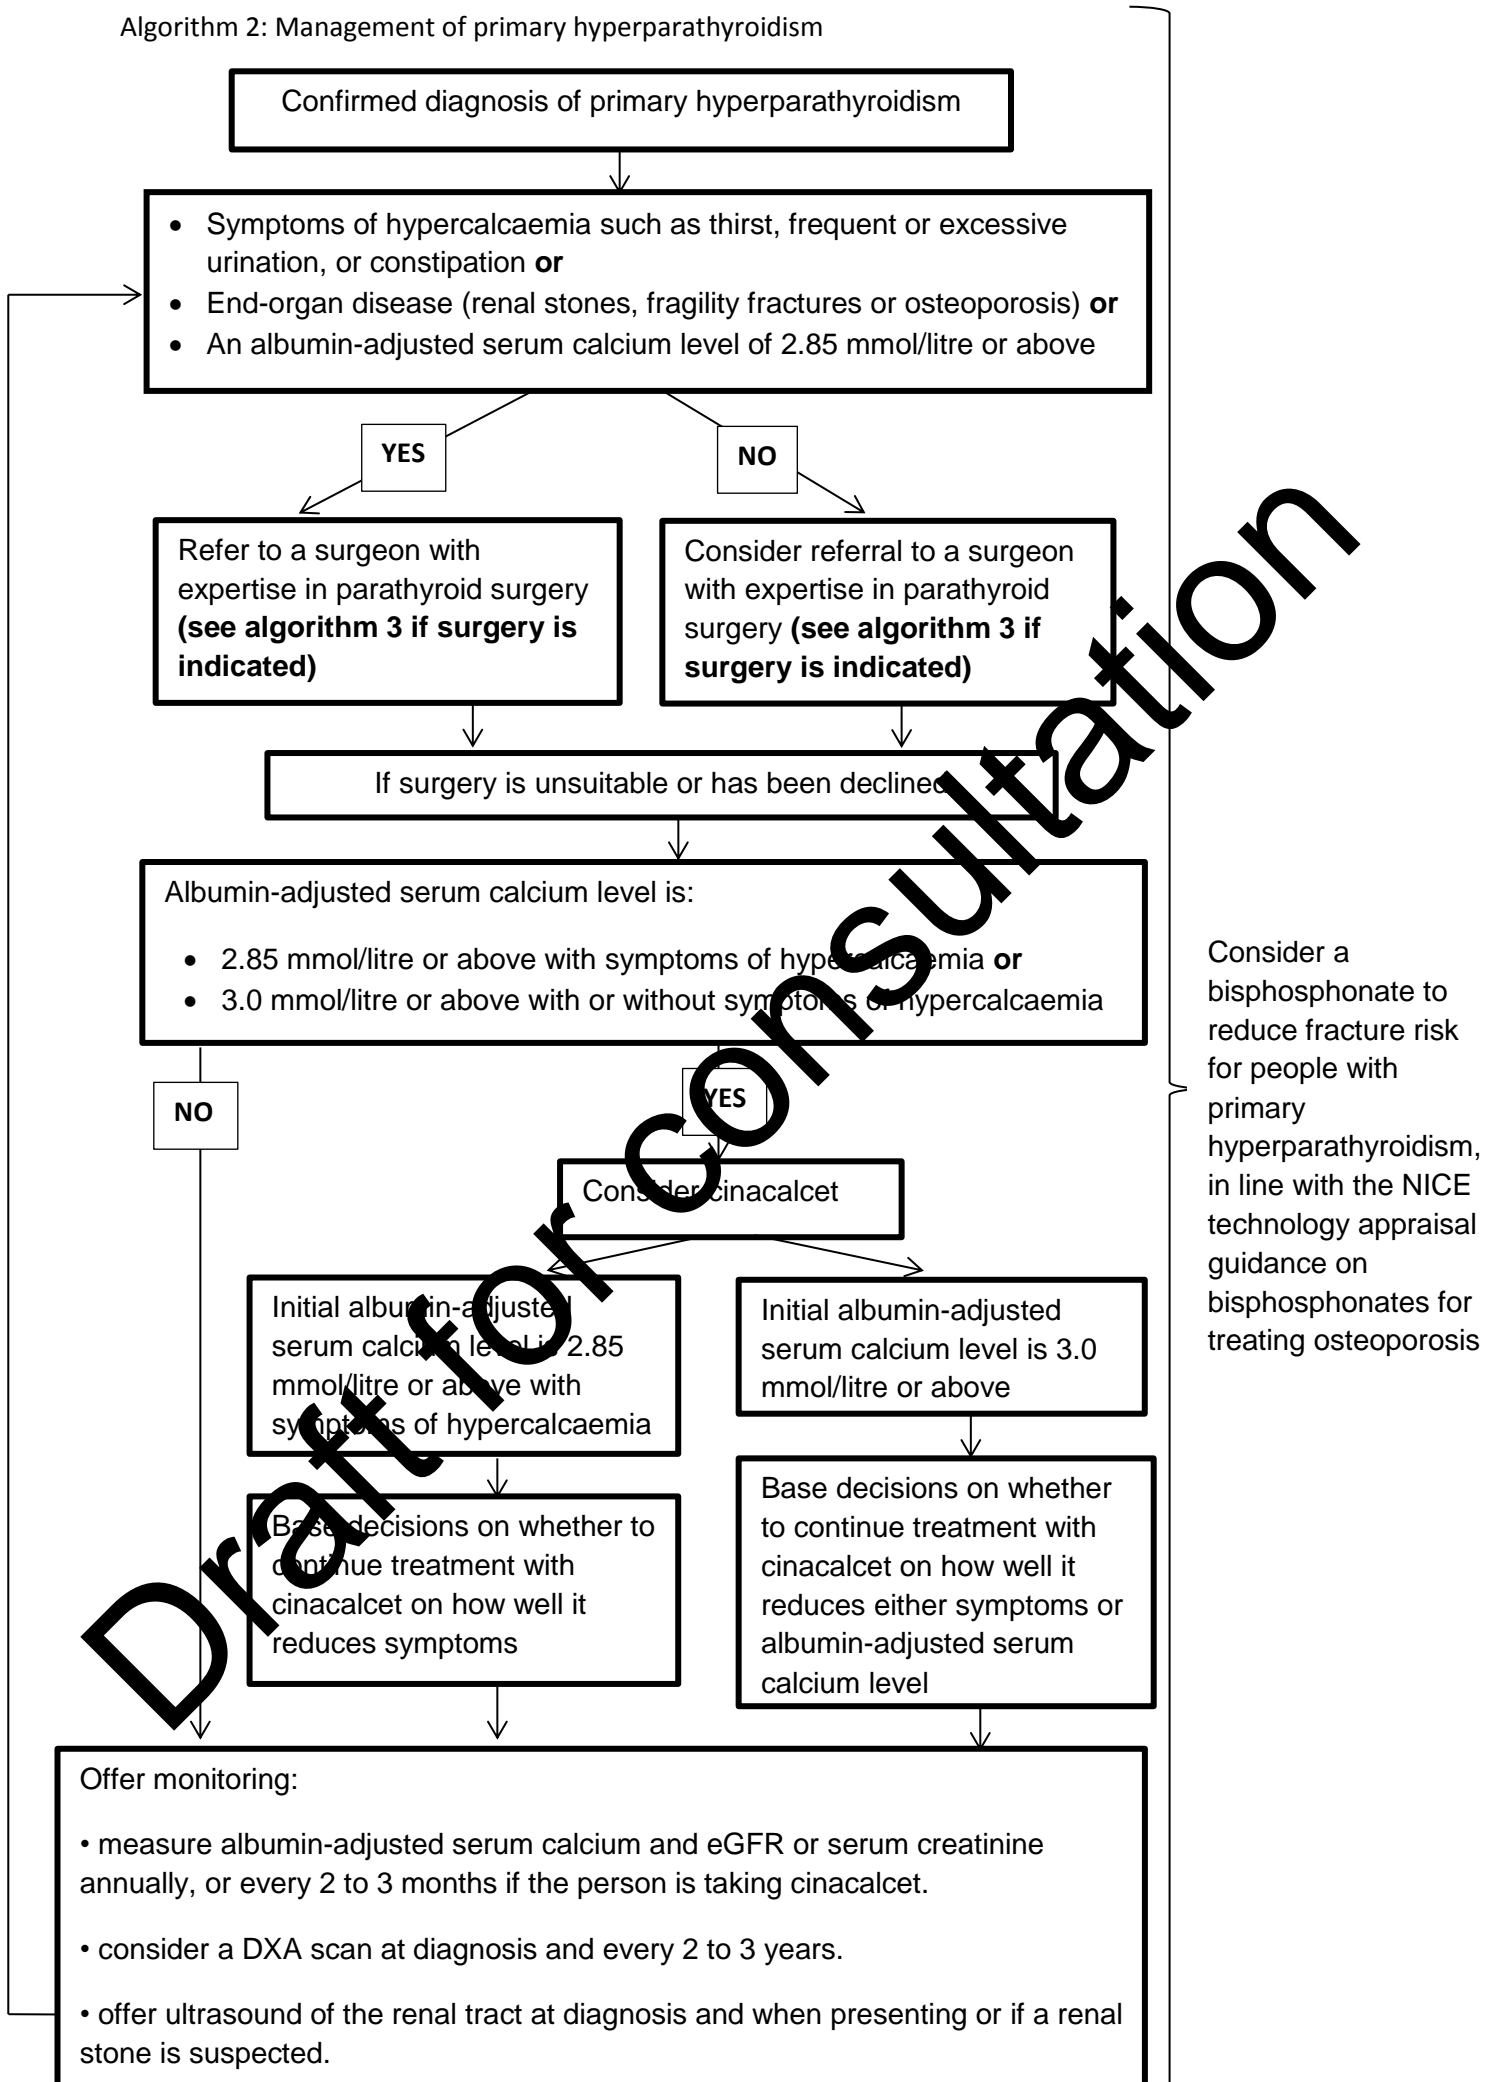 Algorithm 2: Management of primary hyperparathyroidism
Confirmed diagnosis of primary hyperparathyroidism
• Symptoms of hypercalcaemia such as thirst, frequent or excessive
urination, or constipation or
• End-organ disease (renal stones, fragility fractures or osteoporosis) or
• An albumin-adjusted serum calcium level of 2.85 mmol/litre or above
YES
NO
Refer to a surgeon with
expertise in parathyroid surgery
(see algorithm 3 if surgery is
indicated)
Consider referral to a surgeon
with expertise in parathyroid
surgery (see algorithm 3 if
surgery is indicated)
If surgery is unsuitable or has been declined
Albumin-adjusted serum calcium level is:
• 2.85 mmol/litre or above with symptoms of hypercalcaemia or
• 3.0 mmol/litre or above with or without symptoms of hypercalcaemia
NO
YES
Consider cinacalcet
Initial albumin-adjusted
serum calcium level is 2.85
mmol/litre or above with
symptoms of hypercalcaemia
Initial albumin-adjusted
serum calcium level is 3.0
mmol/litre or above
Base decisions on whether to
continue treatment with
cinacalcet on how well it
reduces symptoms
Base decisions on whether
to continue treatment with
cinacalcet on how well it
reduces either symptoms or
albumin-adjusted serum
calcium level
Offer monitoring:
• measure albumin-adjusted serum calcium and eGFR or serum creatinine
annually, or every 2 to 3 months if the person is taking cinacalcet.
• consider a DXA scan at diagnosis and every 2 to 3 years.
• offer ultrasound of the renal tract at diagnosis and when presenting or if a renal
stone is suspected.
Consider a
bisphosphonate to
reduce fracture risk
for people with
primary
hyperparathyroidism,
in line with the NICE
technology appraisal
guidance on
bisphosphonates for
treating osteoporosis
Draft for consultation